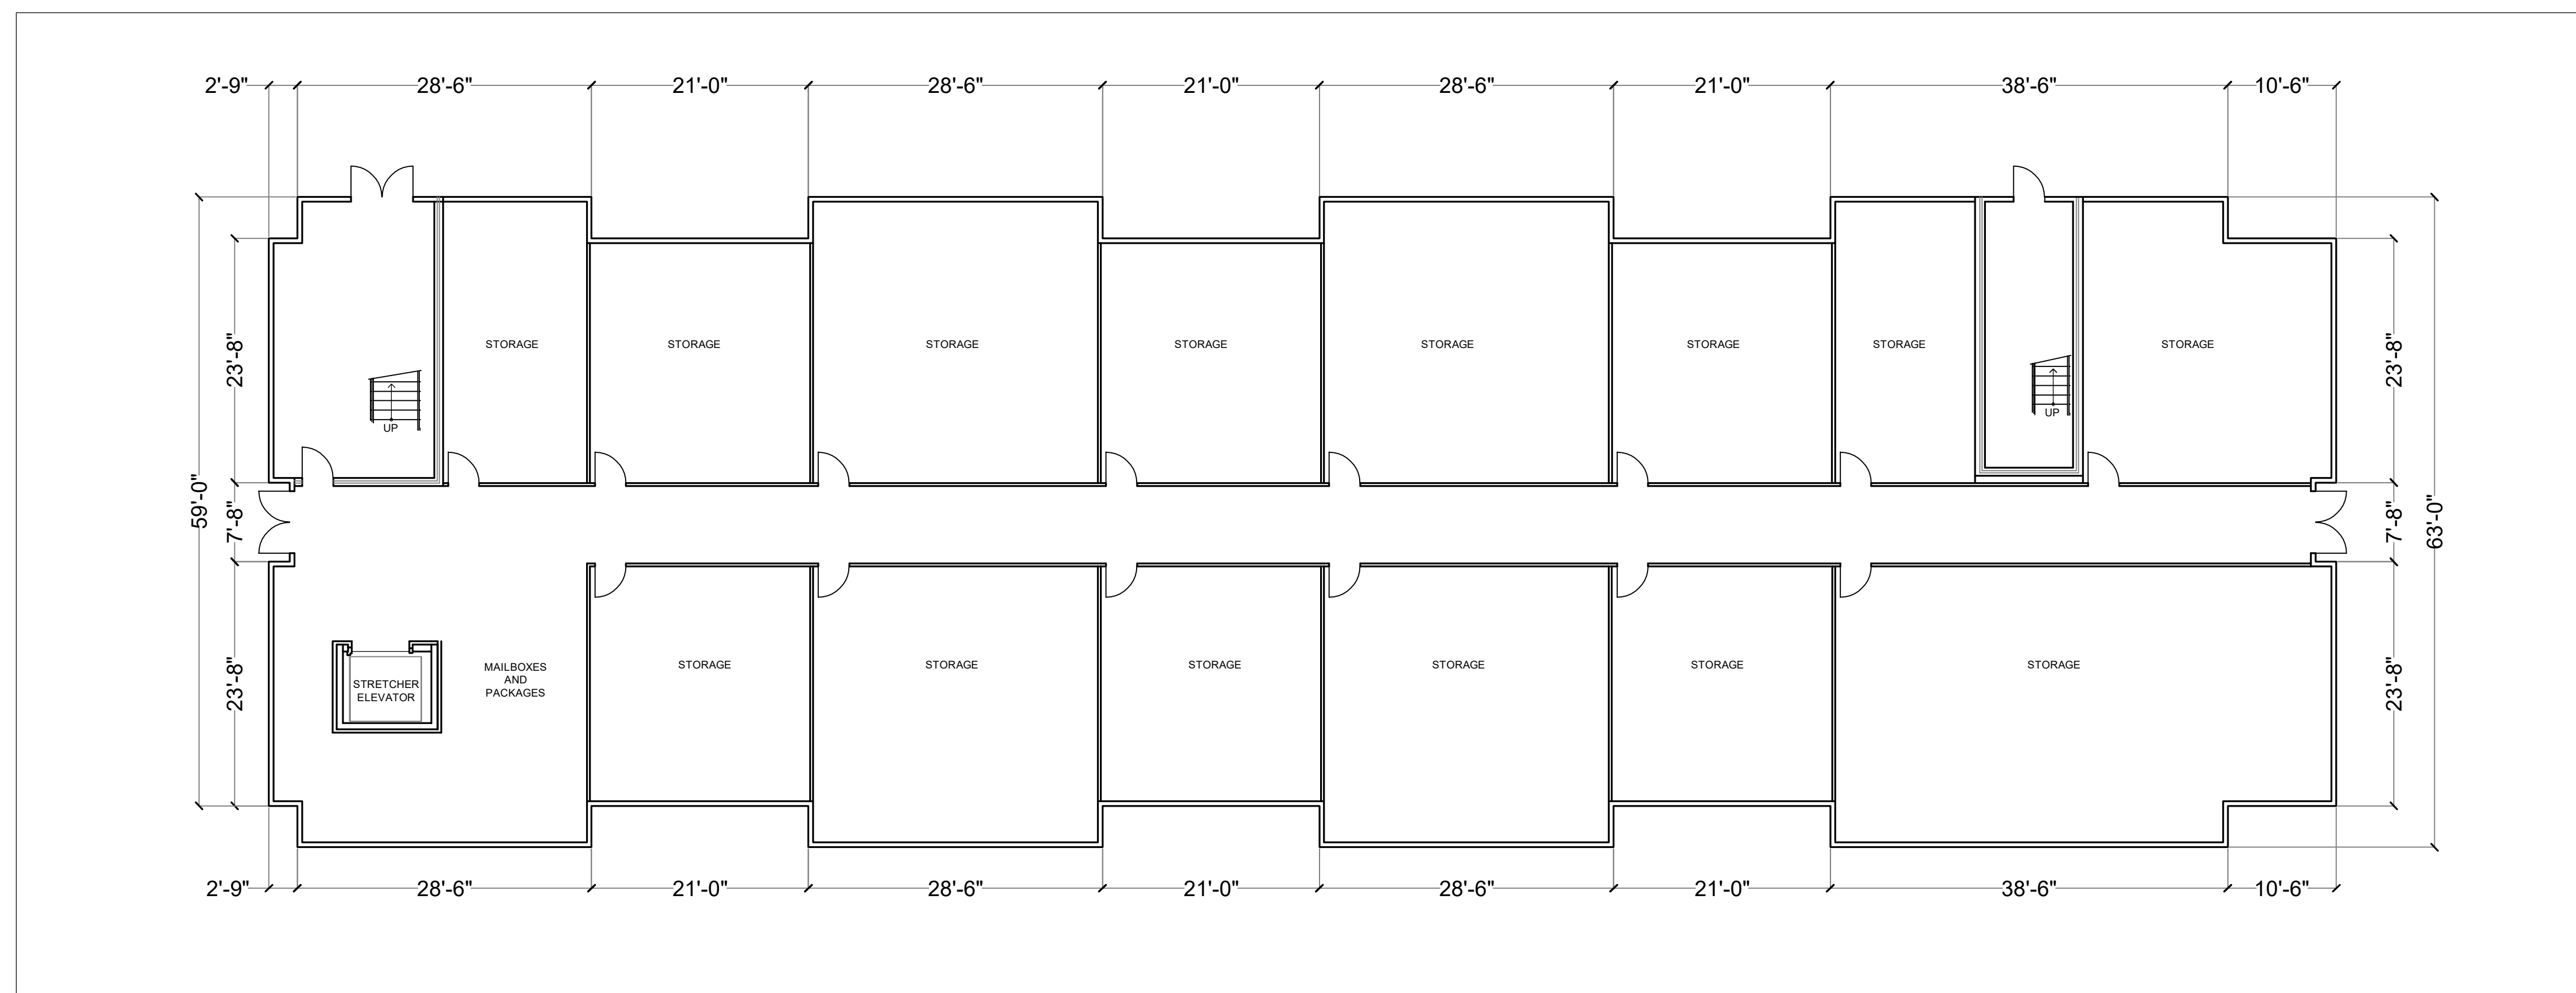 2'-9" 28'-6" 21'-0" 28'-6" 21'-0" 28'-6" 21'-0" 38'-6" 10'-6"
23'-8" 23'-8"
STORAGE STORAGE STORAGE STORAGE STORAGE STORAGE STORAGE STORAGE
UP UP
59'-0" 7'-8" 7'-8" 63'-0"
23'-8" 23'-8"
STORAGE STORAGE STORAGE STORAGE STORAGE STORAGE
MAILBOXES
AND
PACKAGES
STRETCHER
ELEVATOR
2'-9" 28'-6" 21'-0" 28'-6" 21'-0" 28'-6" 21'-0" 38'-6" 10'-6"